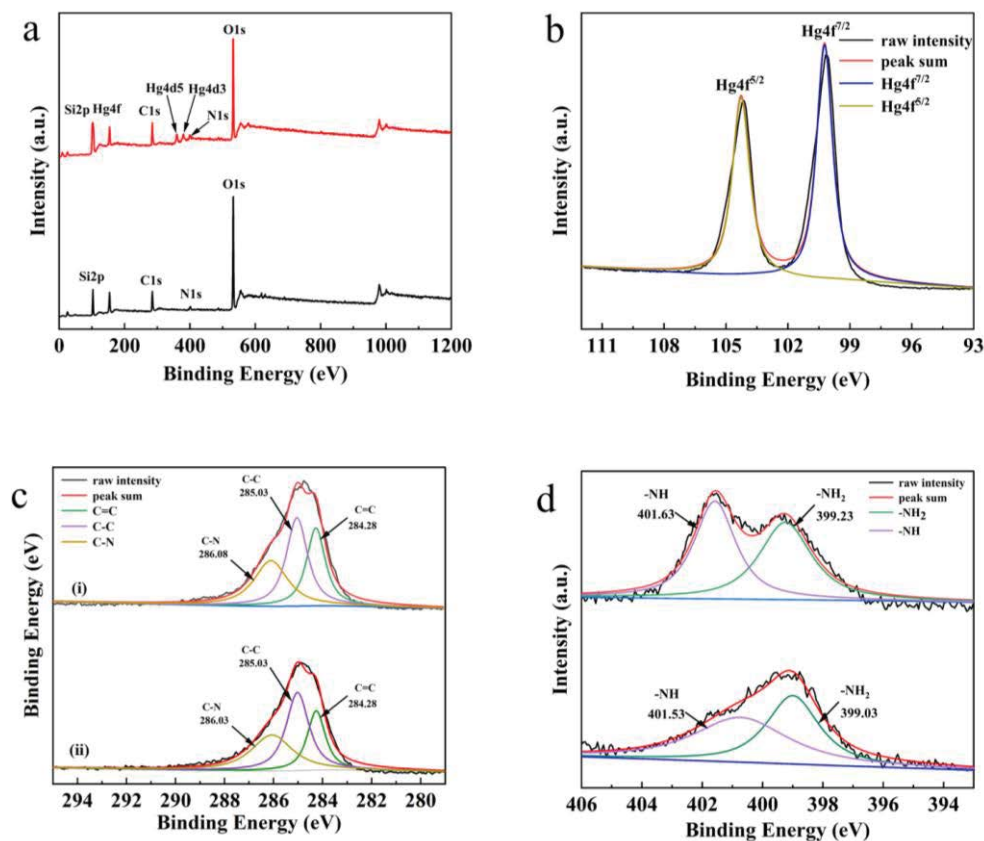 a
O1s
Hg4d5
Hg4d3
Si2p
Hg4f
C1s
N1s
O1s
Si2p
C1s
N1s
Intensity (a.u.)
0 200 400 600 800 1000 1200
Binding Energy (eV)
b
Hg4f7/2
Hg4f5/2
raw intensity
peak sum
Hg4f7/2
Hg4f5/2
Intensity (a.u.)
111 108 105 102 99 96 93
Binding Energy (eV)
c
raw intensity
peak sum
C=C
C-C
C-N
C-C
285.03
C=C
284.28
C-N
286.08
(i)
C-C
285.03
C=C
284.28
C-N
286.03
(ii)
Binding Energy (eV)
294 292 290 288 286 284 282 280
Binding Energy (eV)
d
-NH
401.63
-NH2
399.23
raw intensity
peak sum
-NH2
-NH
-NH
401.53
-NH2
399.03
Intensity (a.u.)
406 404 402 400 398 396 394
Binding Energy (eV)